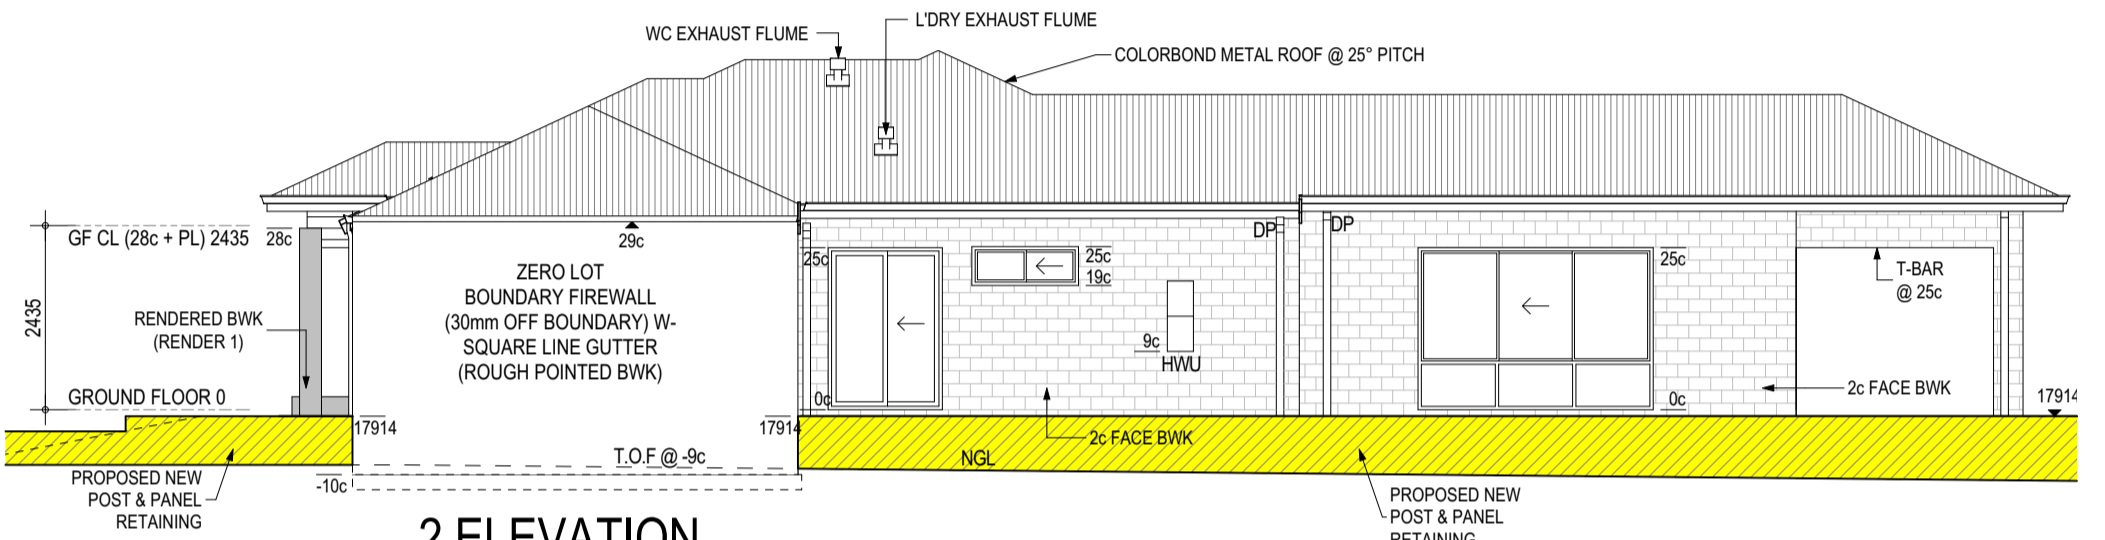 WC EXHAUST FLUME
L'DRY EXHAUST FLUME
COLORBOND METAL ROOF @ 25° PITCH
GF CL (28c + PL) 2435
28c
29c
2435
RENDERED BWK
(RENDER 1)
GROUND FLOOR 0
ZERO LOT
BOUNDARY FIREWALL
(30mm OFF BOUNDARY) W-
SQUARE LINE GUTTER
(ROUGH POINTED BWK)
25c
0c
25c
19c
9c
HWU
DP
DP
25c
0c
T-BAR
@ 25c
2c FACE BWK
17914
17914
17914
2c FACE BWK
T.O.F @ -9c
NGL
-10c
PROPOSED NEW
POST & PANEL
RETAINING
PROPOSED NEW
POST & PANEL
RETAINING
2 ELEVATION